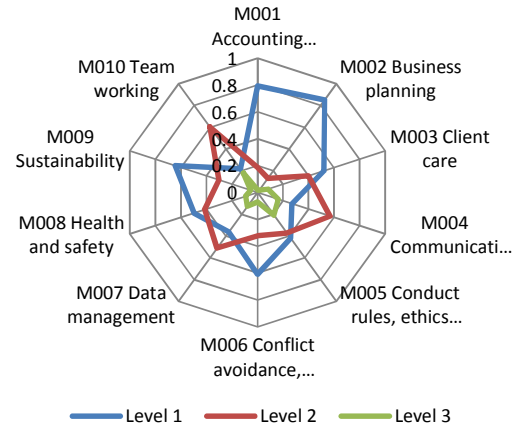 M001
Accounting...
M002 Business
planning
M003 Client
care
M004
Communicati...
M005 Conduct
rules, ethics...
M006 Conflict
avoidance,...
M007 Data
management
M008 Health
and safety
M009
Sustainability
M010 Team
working
1
0.8
0.6
0.4
0.2
0
Level 1
Level 2
Level 3